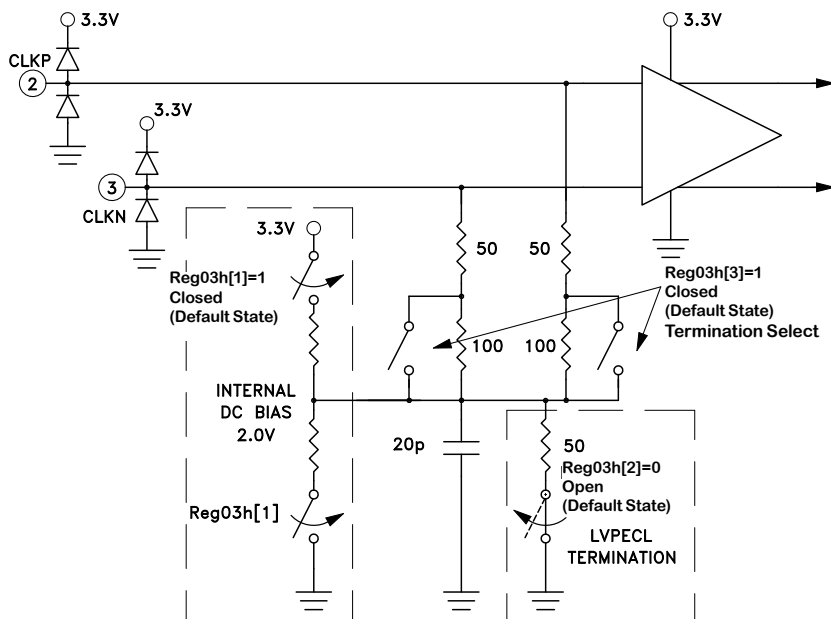 3.3V
3.3V
CLKP
2
3.3V
3
CLKN
3.3V
50
50
Reg03h[1]=1
Closed
(Default State)
Reg03h[3]=1
Closed
(Default State)
Termination Select
100
100
INTERNAL
DC BIAS
2.0V
20p
50
Reg03h[2]=0
Open
(Default State)
Reg03h[1]
LVPECL
TERMINATION